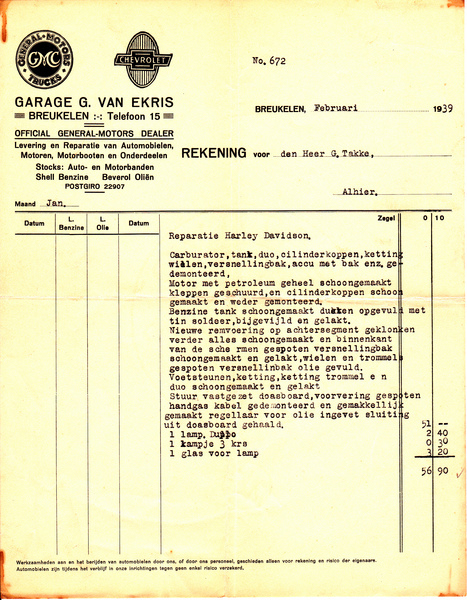 GENERAL MOTORS
GMC
TRUCKS
CHEVROLET
No. 672
GARAGE G. VAN EKRIS
BREUKELEN :-: Telefoon 15
BREUKELEN, Februari 1939
OFFICIAL GENERAL-MOTORS DEALER
Levering en Reparatie van Automobielen,
Motoren, Motorbooten en Onderdeelen
Stocks: Auto- en Motorbanden
Shell Benzine Beverol Oliën
POSTGIRO 22907
REKENING voor den Heer G. Takke,
Alhier.
Maand Jan.
Datum L. Benzine L. Olie Datum Zegel 0 10
Reparatie Harley Davidson.
Carburator,tank,duo,cilinderkoppen,ketting
wielen,versnellingbak,accu met bak enz, ge-
demonteerd,
Motor met petroleum geheel schoongemaakt
kleppen geschuurd,en cilinderkoppen schoon
gemaakt en weder gemonteerd.
Benzine tank schoongemaakt dukken opgevuld met
tin soldeer,bijgevijld en gelakt.
Nieuwe remvoering op achtersegment geklonken
verder alles schoongemaakt en binnenkant
van de sche rmen gespoten versnellingbak
schoongemaakt en gelakt,wielen en trommels
gespoten versnellinbak olie gevuld.
Voetsteunen,ketting,ketting trommel e n
duo schoongemaakt en gelakt
Stuur vastgezet doasboard,voorvering gespoten
handgas kabel gedemonteerd en gemakkelijk
gemaakt regellaar voor olie ingevet sluiting
uit doasboard gehaald. 51 --
1 lamp. Duplo 2 40
1 kampje 3 krs 0 30
1 glas voor lamp 3 20
56 90
Werkzaamheden aan en het berijden van automobielen door ons, of door ons personeel, geschieden alleen voor rekening en risico der eigenaars.
Automobielen zijn tijdens het verblijf in onze inrichtingen tegen geen enkel risico verzekerd.